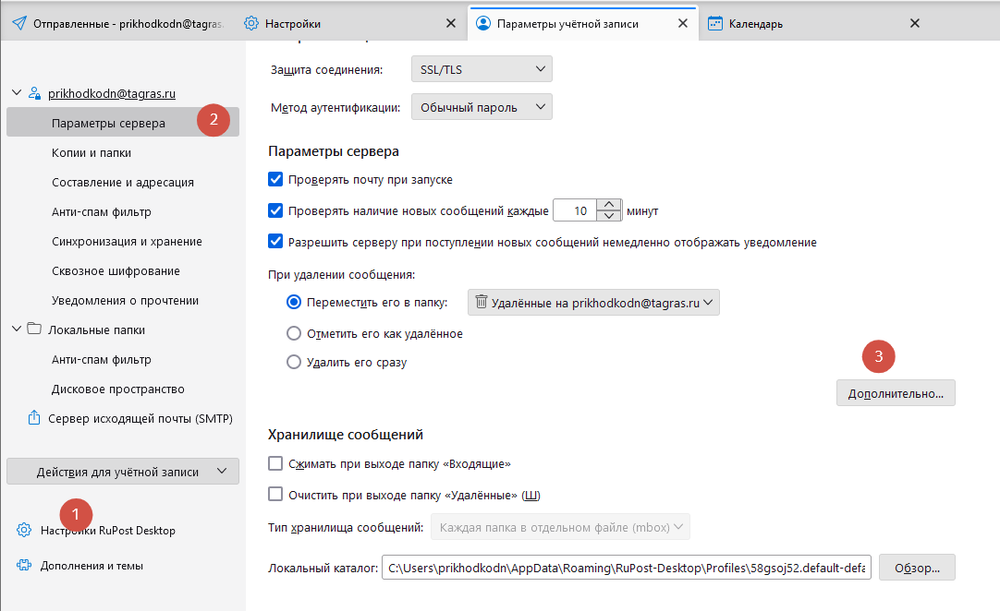 Отправленные - prikhodkodn@tagras.
Настройки
Параметры учётной записи
Календарь
prikhodkodn@tagras.ru
Параметры сервера
2
Копии и папки
Составление и адресация
Анти-спам фильтр
Синхронизация и хранение
Сквозное шифрование
Уведомления о прочтении
Локальные папки
Анти-спам фильтр
Дисковое пространство
Сервер исходящей почты (SMTP)
Действия для учётной записи
1
Настройки RuPost Desktop
Дополнения и темы
Защита соединения:
SSL/TLS
Метод аутентификации:
Обычный пароль
Параметры сервера
Проверять почту при запуске
Проверять наличие новых сообщений каждые 10 минут
Разрешить серверу при поступлении новых сообщений немедленно отображать уведомление
При удалении сообщения:
Переместить его в папку:
Удалённые на prikhodkodn@tagras.ru
Отметить его как удалённое
Удалить его сразу
3
Дополнительно...
Хранилище сообщений
Сжимать при выходе папку «Входящие»
Очистить при выходе папку «Удалённые» (Ш)
Тип хранилища сообщений:
Каждая папка в отдельном файле (mbox)
Локальный каталог:
C:\Users\prikhodkodn\AppData\Roaming\RuPost-Desktop\Profiles\58gsoj52.default-defa
Обзор...